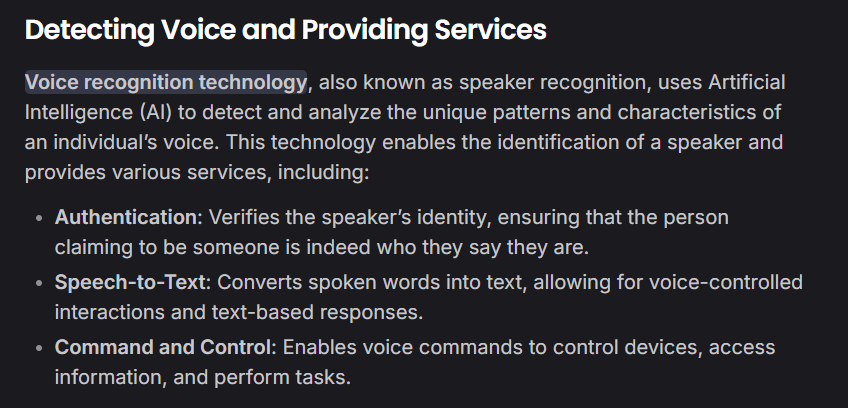 Detecting Voice and Providing Services
Voice recognition technology, also known as speaker recognition, uses Artificial
Intelligence (AI) to detect and analyze the unique patterns and characteristics of
an individual’s voice. This technology enables the identification of a speaker and
provides various services, including:
• Authentication: Verifies the speaker’s identity, ensuring that the person
claiming to be someone is indeed who they say they are.
• Speech-to-Text: Converts spoken words into text, allowing for voice-controlled
interactions and text-based responses.
• Command and Control: Enables voice commands to control devices, access
information, and perform tasks.